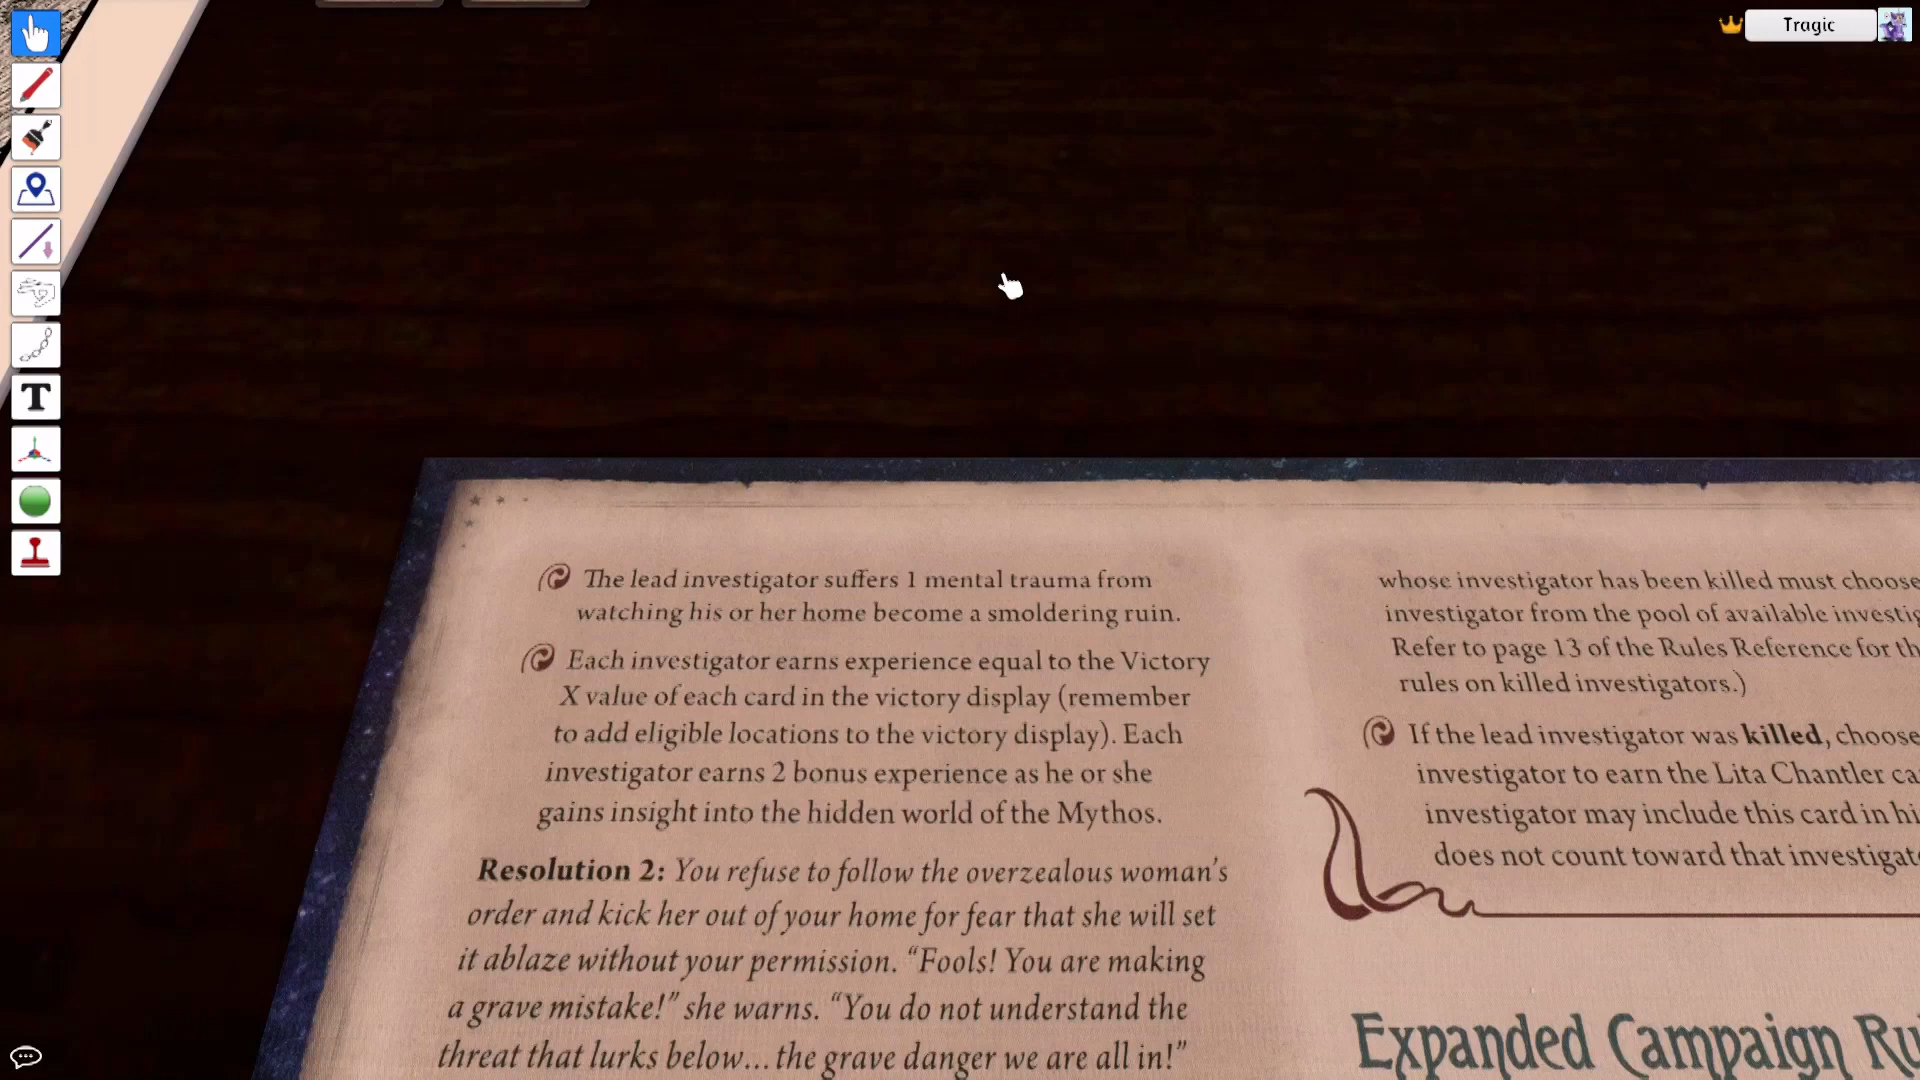 Tragic
The lead investigator suffers 1 mental trauma from
watching his or her home become a smoldering ruin.
Each investigator earns experience equal to the Victory
X value of each card in the victory display (remember
to add eligible locations to the victory display). Each
investigator earns 2 bonus experience as he or she
gains insight into the hidden world of the Mythos.
Resolution 2: You refuse to follow the overzealous woman's
order and kick her out of your home for fear that she will set
it ablaze without your permission. “Fools! You are making
a grave mistake!” she warns. “You do not understand the
threat that lurks below... the grave danger we are all in!”
whose investigator has been killed must choose
investigator from the pool of available
Refer to page 13 of the Rules Reference for
rules on killed investigators.)
If the lead investigator was killed, choose
investigator to earn the Lita Chantler
investigator may include this card in
does not count toward that
Expanded Campaign
T